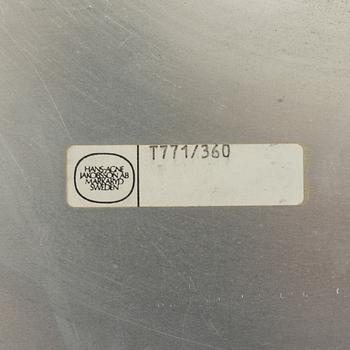 HANS-AGNE
JAKOBSSON AB
MARKARYD
SWEDEN
T771/360